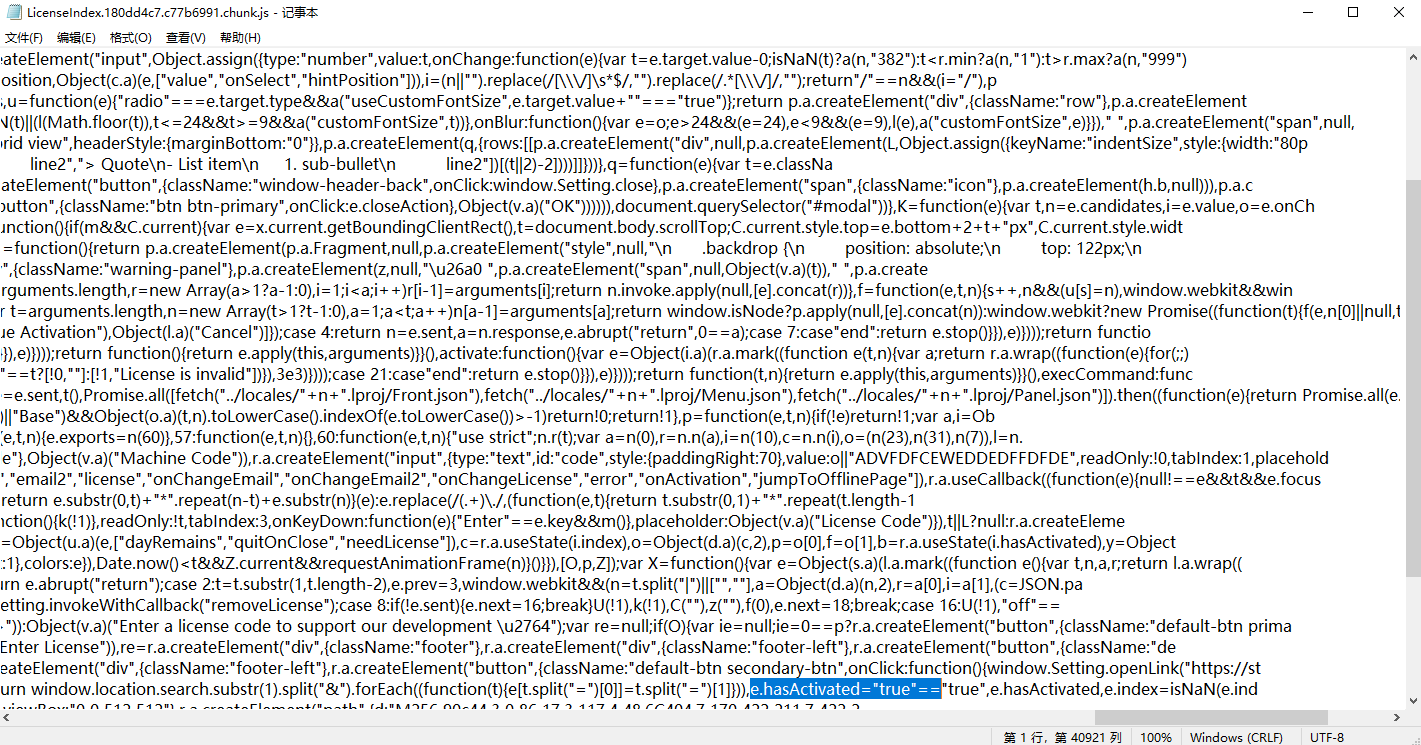 LicenseIndex.180dd4c7.c77b6991.chunk.js - 记事本
文件(F) 编辑(E) 格式(O) 查看(V) 帮助(H)
eateElement("input",Object.assign({type:"number",value:t,onChange:function(e){var t=e.target.value-0;isNaN(t)?a(n,"382"):t<r.min?a(n,"1"):t>r.max?a(n,"999")
osition,Object(c.a)(e,["value","onSelect","hintPosition"])),i=(n||"").replace(/[\\\/]\s*$/,"").replace(/.*[\\\/]/,"");return"/"==n&&(i="/"),p
s,u=function(e){"radio"===e.target.type&&a("useCustomFontSize",e.target.value+""==="true")};return p.a.createElement("div",{className:"row"},p.a.createElement
N(t)||(l(Math.floor(t)),t<=24&&t>=9&&a("customFontSize",t))},onBlur:function(){var e=o;e>24&&(e=24),e<9&&(e=9),l(e),a("customFontSize",e)}})," ",p.a.createElement("span",null,
rid view",headerStyle:{marginBottom:"0"}},p.a.createElement(q,{rows:[[p.a.createElement("div",null,p.a.createElement(L,Object.assign({keyName:"indentSize",style:{width:"80p
line2","> Quote\n- List item\n      1. sub-bullet\n          line2"])[(t||2)-2])))]]})))},q=function(e){var t=e.classNa
eateElement("button",{className:"window-header-back",onClick:window.Setting.close},p.a.createElement("span",{className:"icon"},p.a.createElement(h.b,null))),p.a.c
button",{className:"btn btn-primary",onClick:e.closeAction},Object(v.a)("OK")))))),document.querySelector("#modal"))},K=function(e){var t,n=e.candidates,i=e.value,o=e.onCh
unction(){if(m&&C.current){var e=x.current.getBoundingClientRect(),t=document.body.scrollTop;C.current.style.top=e.bottom+2+t+"px",C.current.style.widt
=function(){return p.a.createElement(p.a.Fragment,null,p.a.createElement("style",null,"\n      .backdrop {\n        position: absolute;\n        top: 122px;\n
",{className:"warning-panel"},p.a.createElement(z,null,"\u26a0 ",p.a.createElement("span",null,Object(v.a)(t))," ",p.a.create
rguments.length,r=new Array(a>1?a-1:0),i=1;i<a;i++)r[i-1]=arguments[i];return n.invoke.apply(null,[e].concat(r))},f=function(e,t,n){s++,n&&(u[s]=n),window.webkit&&win
r t=arguments.length,n=new Array(t>1?t-1:0),a=1;a<t;a++)n[a-1]=arguments[a];return window.isNode?p.apply(null,[e].concat(n)):window.webkit?new Promise((function(t){f(e,n[0]||null,t
ue Activation"),Object(l.a)("Cancel")]});case 4:return n=e.sent,a=n.response,e.abrupt("return",0==a);case 7:case"end":return e.stop()}}),e)}))));return functio
}),e)}))));return function(){return e.apply(this,arguments)}}(),activate:function(){var e=Object(i.a)(r.a.mark((function e(t,n){var a;return r.a.wrap((function(e){for(;;)
"==t?[!0,""]:[!1,"License is invalid"])}),3e3)})));case 21:case"end":return e.stop()}}),e)}))));return function(t,n){return e.apply(this,arguments)}}(),execCommand:func
=e.sent,t(),Promise.all([fetch("../locales/"+n+".lproj/Front.json"),fetch("../locales/"+n+".lproj/Menu.json"),fetch("../locales/"+n+".lproj/Panel.json")]).then((function(e){return Promise.all(e.
)||"Base")&&Object(o.a)(t,n).toLowerCase().indexOf(e.toLowerCase())>-1)return!0;return!1},p=function(e,t,n){if(!e)return!1;var a,i=Ob
(e,t,n){e.exports=n(60)},57:function(e,t,n){},60:function(e,t,n){"use strict";n.r(t);var a=n(0),r=n.n(a),i=n(10),c=n.n(i),o=(n(23),n(31),n(7)),l=n.
e"},Object(v.a)("Machine Code")),r.a.createElement("input",{type:"text",id:"code",style:{paddingRight:70},value:o||"ADVFDFCEWEDDEDFFDFDE",readOnly:!0,tabIndex:1,placehold
,"email2","license","onChangeEmail","onChangeEmail2","onChangeLicense","error","onActivation","jumpToOfflinePage"]),r.a.useCallback((function(e){null!==e&&t&&e.focus
return e.substr(0,t)+"*".repeat(n-t)+e.substr(n)}(e):e.replace(/(.+)\./,(function(e,t){return t.substr(0,1)+"*".repeat(t.length-1
nction(){k(!1)},readOnly:!t,tabIndex:3,onKeyDown:function(e){"Enter"==e.key&&m()},placeholder:Object(v.a)("License Code")}),t||L?null:r.a.createEleme
=Object(u.a)(e,["dayRemains","quitOnClose","needLicense"]),c=r.a.useState(i.index),o=Object(d.a)(c,2),p=o[0],f=o[1],b=r.a.useState(i.hasActivated),y=Object
:1},colors:e}),Date.now()<t&&Z.current&&requestAnimationFrame(n)}()}),[O,p,Z]);var X=function(){var e=Object(s.a)(l.a.mark((function e(){var t,n,a,r;return l.a.wrap((
urn e.abrupt("return");case 2:t=t.substr(1,t.length-2),e.prev=3,window.webkit&&(n=t.split("|")||["",""],a=Object(d.a)(n,2),r=a[0],i=a[1],(c=JSON.pa
etting.invokeWithCallback("removeLicense");case 8:if(!e.sent){e.next=16;break}U(!1),k(!1),C(""),z(""),f(0),e.next=18;break;case 16:U(!1),"off"==
-")):Object(v.a)("Enter a license code to support our development \u2764");var re=null;if(O){var ie=null;ie=0==p?r.a.createElement("button",{className:"default-btn prima
Enter License")),re=r.a.createElement("div",{className:"footer"},r.a.createElement("div",{className:"footer-left"},r.a.createElement("button",{className:"de
eateElement("div",{className:"footer-left"},r.a.createElement("button",{className:"default-btn secondary-btn",onClick:function(){window.Setting.openLink("https://st
urn window.location.search.substr(1).split("&").forEach((function(t){e[t.split("=")[0]]=t.split("=")[1]})),e.hasActivated="true"=="true",e.hasActivated,e.index=isNaN(e.ind
第 1 行，第 40921 列 100% Windows (CRLF) UTF-8